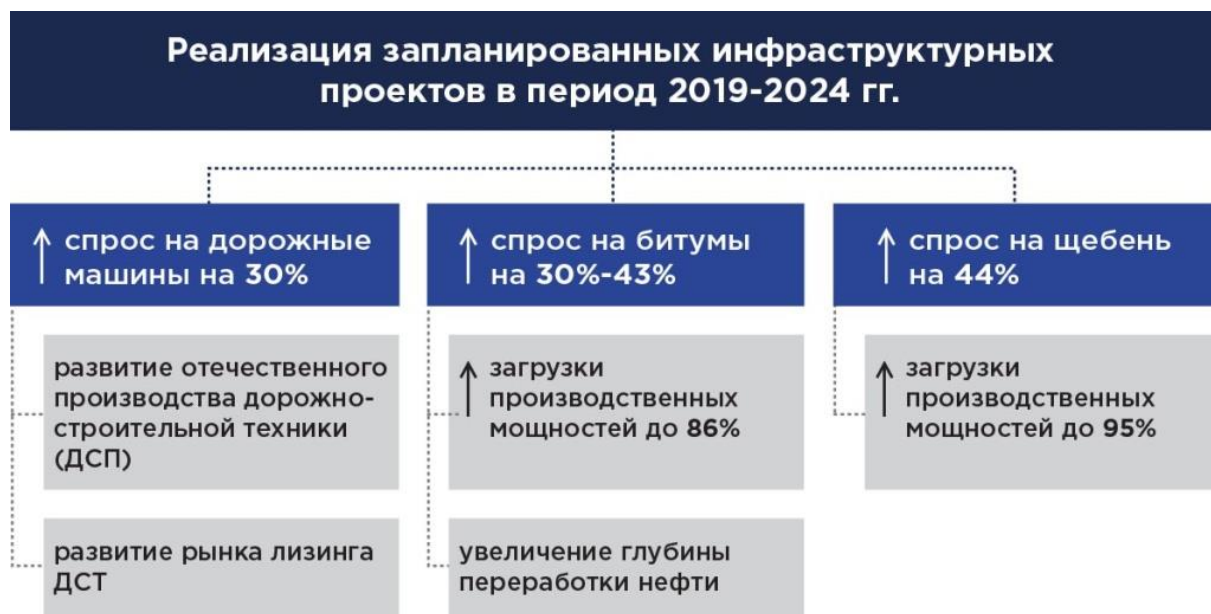 Реализация запланированных инфраструктурных
проектов в период 2019-2024 гг.
↑ спрос на дорожные
машины на 30%
развитие отечественного
производства дорожно-
строительной техники
(ДСП)
развитие рынка лизинга
ДСТ
↑ спрос на битумы
на 30%-43%
↑ загрузки
производственных
мощностей до 86%
увеличение глубины
переработки нефти
↑ спрос на щебень
на 44%
↑ загрузки
производственных
мощностей до 95%